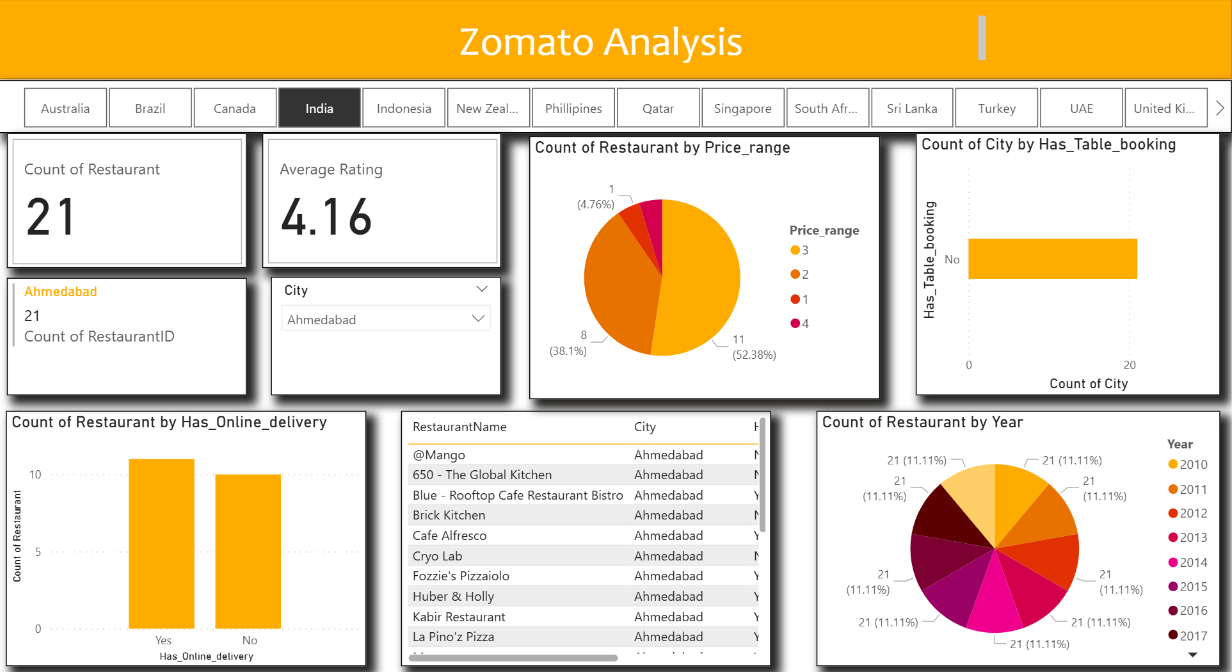 Zomato Analysis
Australia
Brazil
Canada
India
Indonesia
New Zeal...
Phillipines
Qatar
Singapore
South Afr...
Sri Lanka
Turkey
UAE
United Ki...
Count of Restaurant
21
Average Rating
4.16
Ahmedabad
21
Count of RestaurantID
City
Ahmedabad
Count of Restaurant by Price_range
1
(4.76%)
8
(38.1%)
11
(52.38%)
Price_range
3
2
1
4
Count of City by Has_Table_booking
Has_Table_booking
No
0
20
Count of City
Count of Restaurant by Has_Online_delivery
Count of Restaurant
10
5
0
Yes
No
Has_Online_delivery
RestaurantName City
@Mango Ahmedabad
650 - The Global Kitchen Ahmedabad
Blue - Rooftop Cafe Restaurant Bistro Ahmedabad
Brick Kitchen Ahmedabad
Cafe Alfresco Ahmedabad
Cryo Lab Ahmedabad
Fozzie's Pizzaiolo Ahmedabad
Huber & Holly Ahmedabad
Kabir Restaurant Ahmedabad
La Pino'z Pizza Ahmedabad
Count of Restaurant by Year
21 (11.11%)
21 (11.11%)
21
(11.11%)
21
(11.11%)
21
(11.11%)
21
(11.11%)
21 (11.11%)
21 (11.11%)
21 (11.11%)
Year
2010
2011
2012
2013
2014
2015
2016
2017